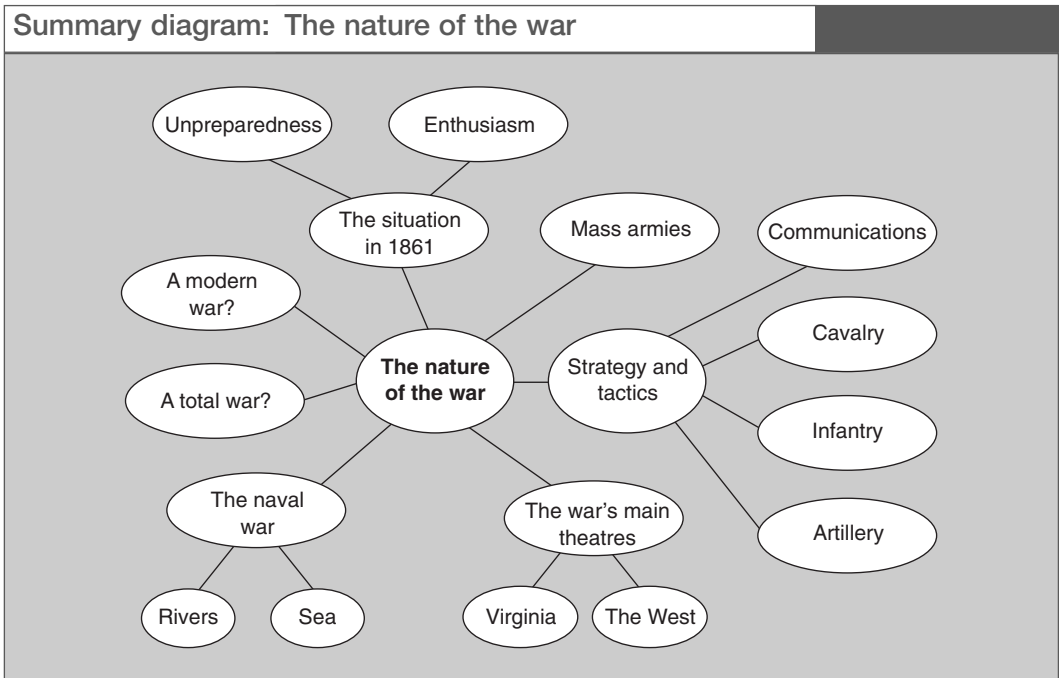 Summary diagram: The nature of the war
Unpreparedness
Enthusiasm
The situation
in 1861
Mass armies
Communications
A modern
war?
Cavalry
The nature
of the war
Strategy and
tactics
A total war?
Infantry
The naval
war
The war's main
theatres
Artillery
Rivers
Sea
Virginia
The West